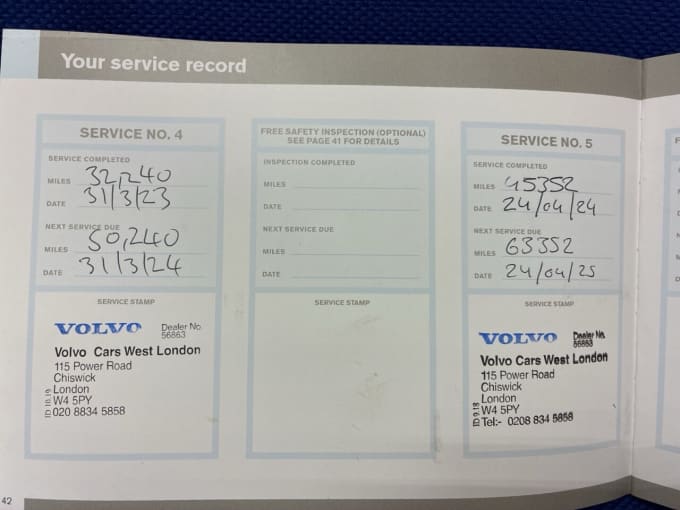 Your service record
SERVICE NO. 4
SERVICE COMPLETED
MILES 32,240
DATE 31/3/23
NEXT SERVICE DUE
MILES 50,240
DATE 31/3/24
SERVICE STAMP
VOLVO Dealer No.
56863
Volvo Cars West London
115 Power Road
Chiswick
London
W4 5PY
020 8834 5858
ID 10.19
FREE SAFETY INSPECTION (OPTIONAL)
SEE PAGE 41 FOR DETAILS
INSPECTION COMPLETED
MILES
DATE
NEXT SERVICE DUE
MILES
DATE
SERVICE STAMP
SERVICE NO. 5
SERVICE COMPLETED
MILES 45352
DATE 24/04/24
NEXT SERVICE DUE
MILES 63352
DATE 24/04/25
SERVICE STAMP
VOLVO Dealer No.
56863
Volvo Cars West London
115 Power Road
Chiswick
London
W4 5PY
Tel:- 0208 834 5858
42